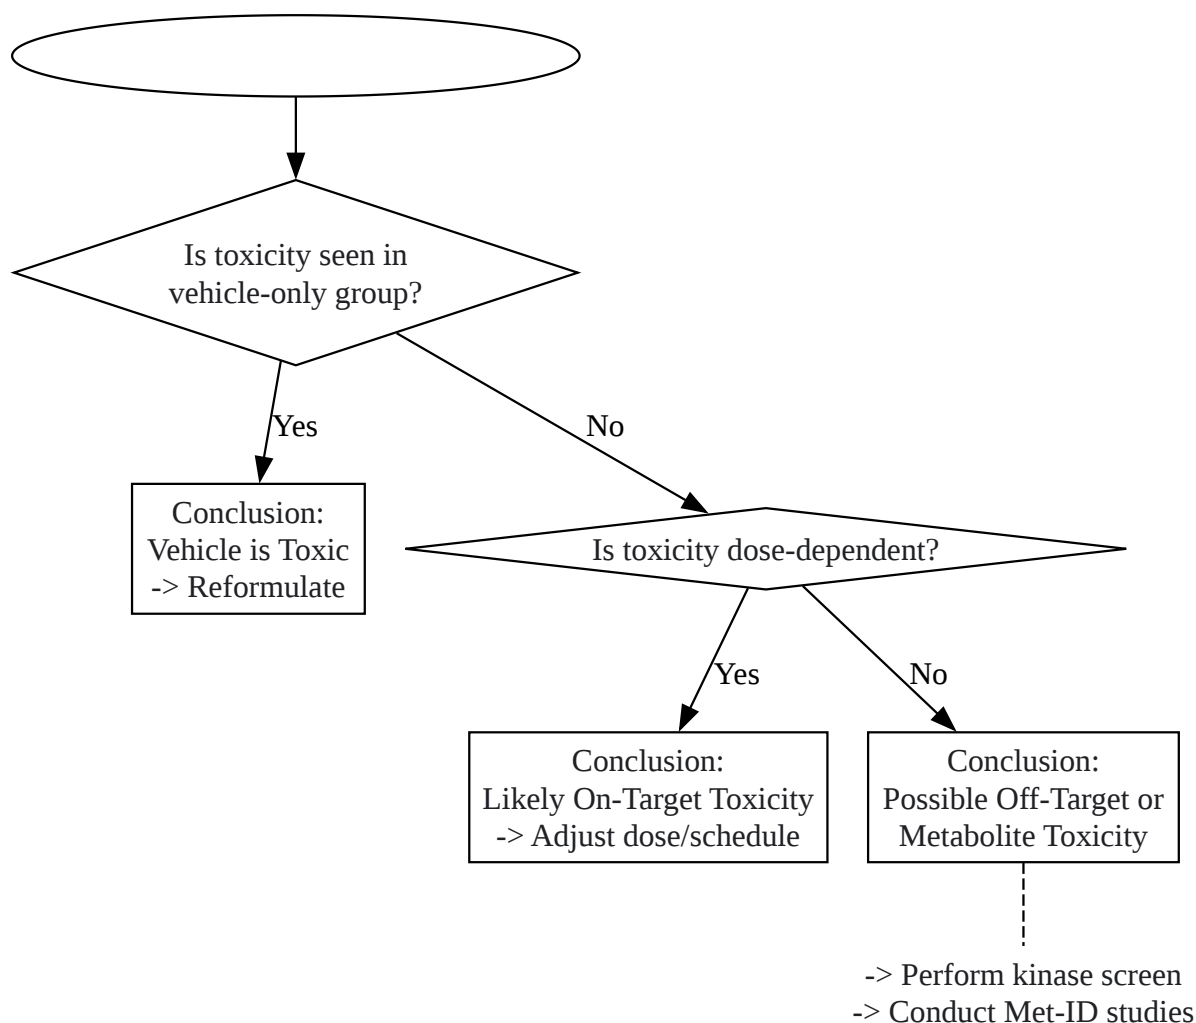 Is toxicity seen in
vehicle-only group?
Yes
No
Conclusion:
Vehicle is Toxic
-> Reformulate
Is toxicity dose-dependent?
Yes
No
Conclusion:
Likely On-Target Toxicity
-> Adjust dose/schedule
Conclusion:
Possible Off-Target or
Metabolite Toxicity
-> Perform kinase screen
-> Conduct Met-ID studies